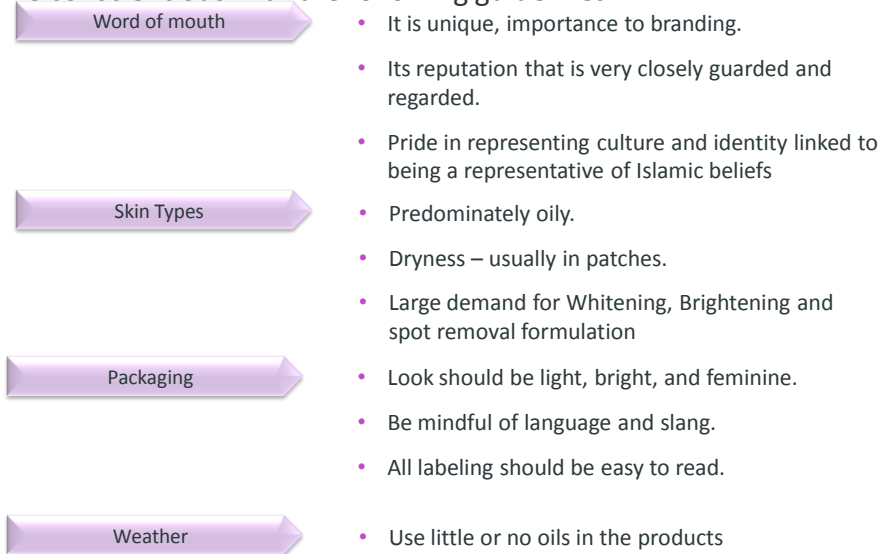 Word of mouth
• It is unique, importance to branding.
• Its reputation that is very closely guarded and
regarded.
• Pride in representing culture and identity linked to
being a representative of Islamic beliefs
Skin Types
• Predominately oily.
• Dryness – usually in patches.
• Large demand for Whitening, Brightening and
spot removal formulation
Packaging
• Look should be light, bright, and feminine.
• Be mindful of language and slang.
• All labeling should be easy to read.
Weather
• Use little or no oils in the products